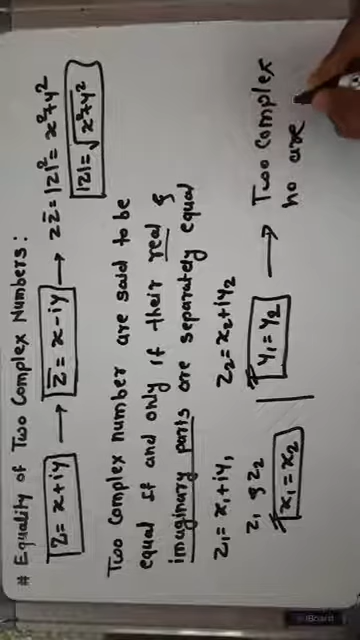 # Equality of Two Complex Numbers:
z = x+iy → z̄ = x-iy → zz̄ = |z|² = x²+y²
|z| = √x²+y²
Two Complex number are said to be
equal If and only if their real &
imaginary parts are separately equal
z₁ = x₁+iy₁ z₂ = x₂+iy₂
z₁ & z₂
x₁ = x₂ y₁ = y₂ → Two complex
no are